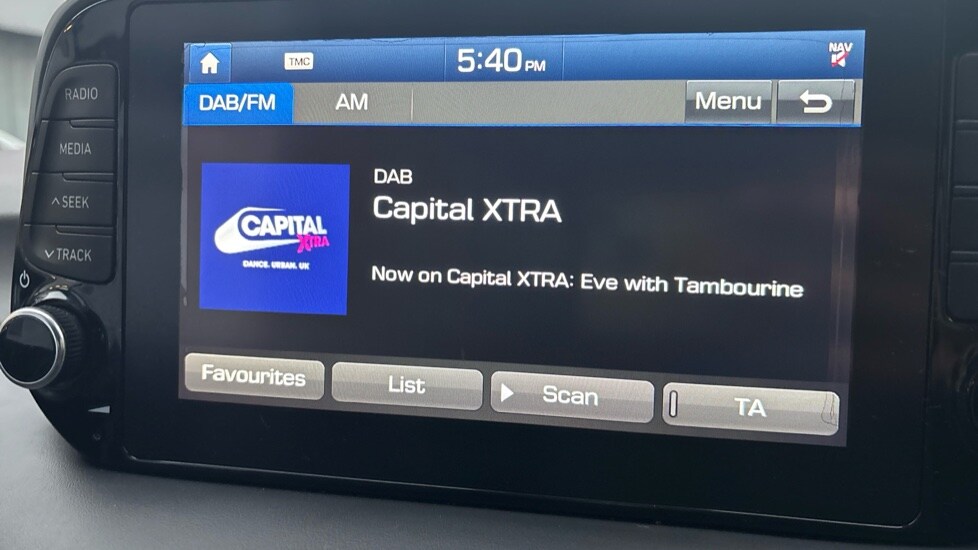 RADIO
MEDIA
SEEK
TRACK
TMC
5:40 PM
NAV
DAB/FM
AM
Menu
CAPITAL
XTRA
DANCE. URBAN. UK
DAB
Capital XTRA
Now on Capital XTRA: Eve with Tambourine
Favourites
List
Scan
TA